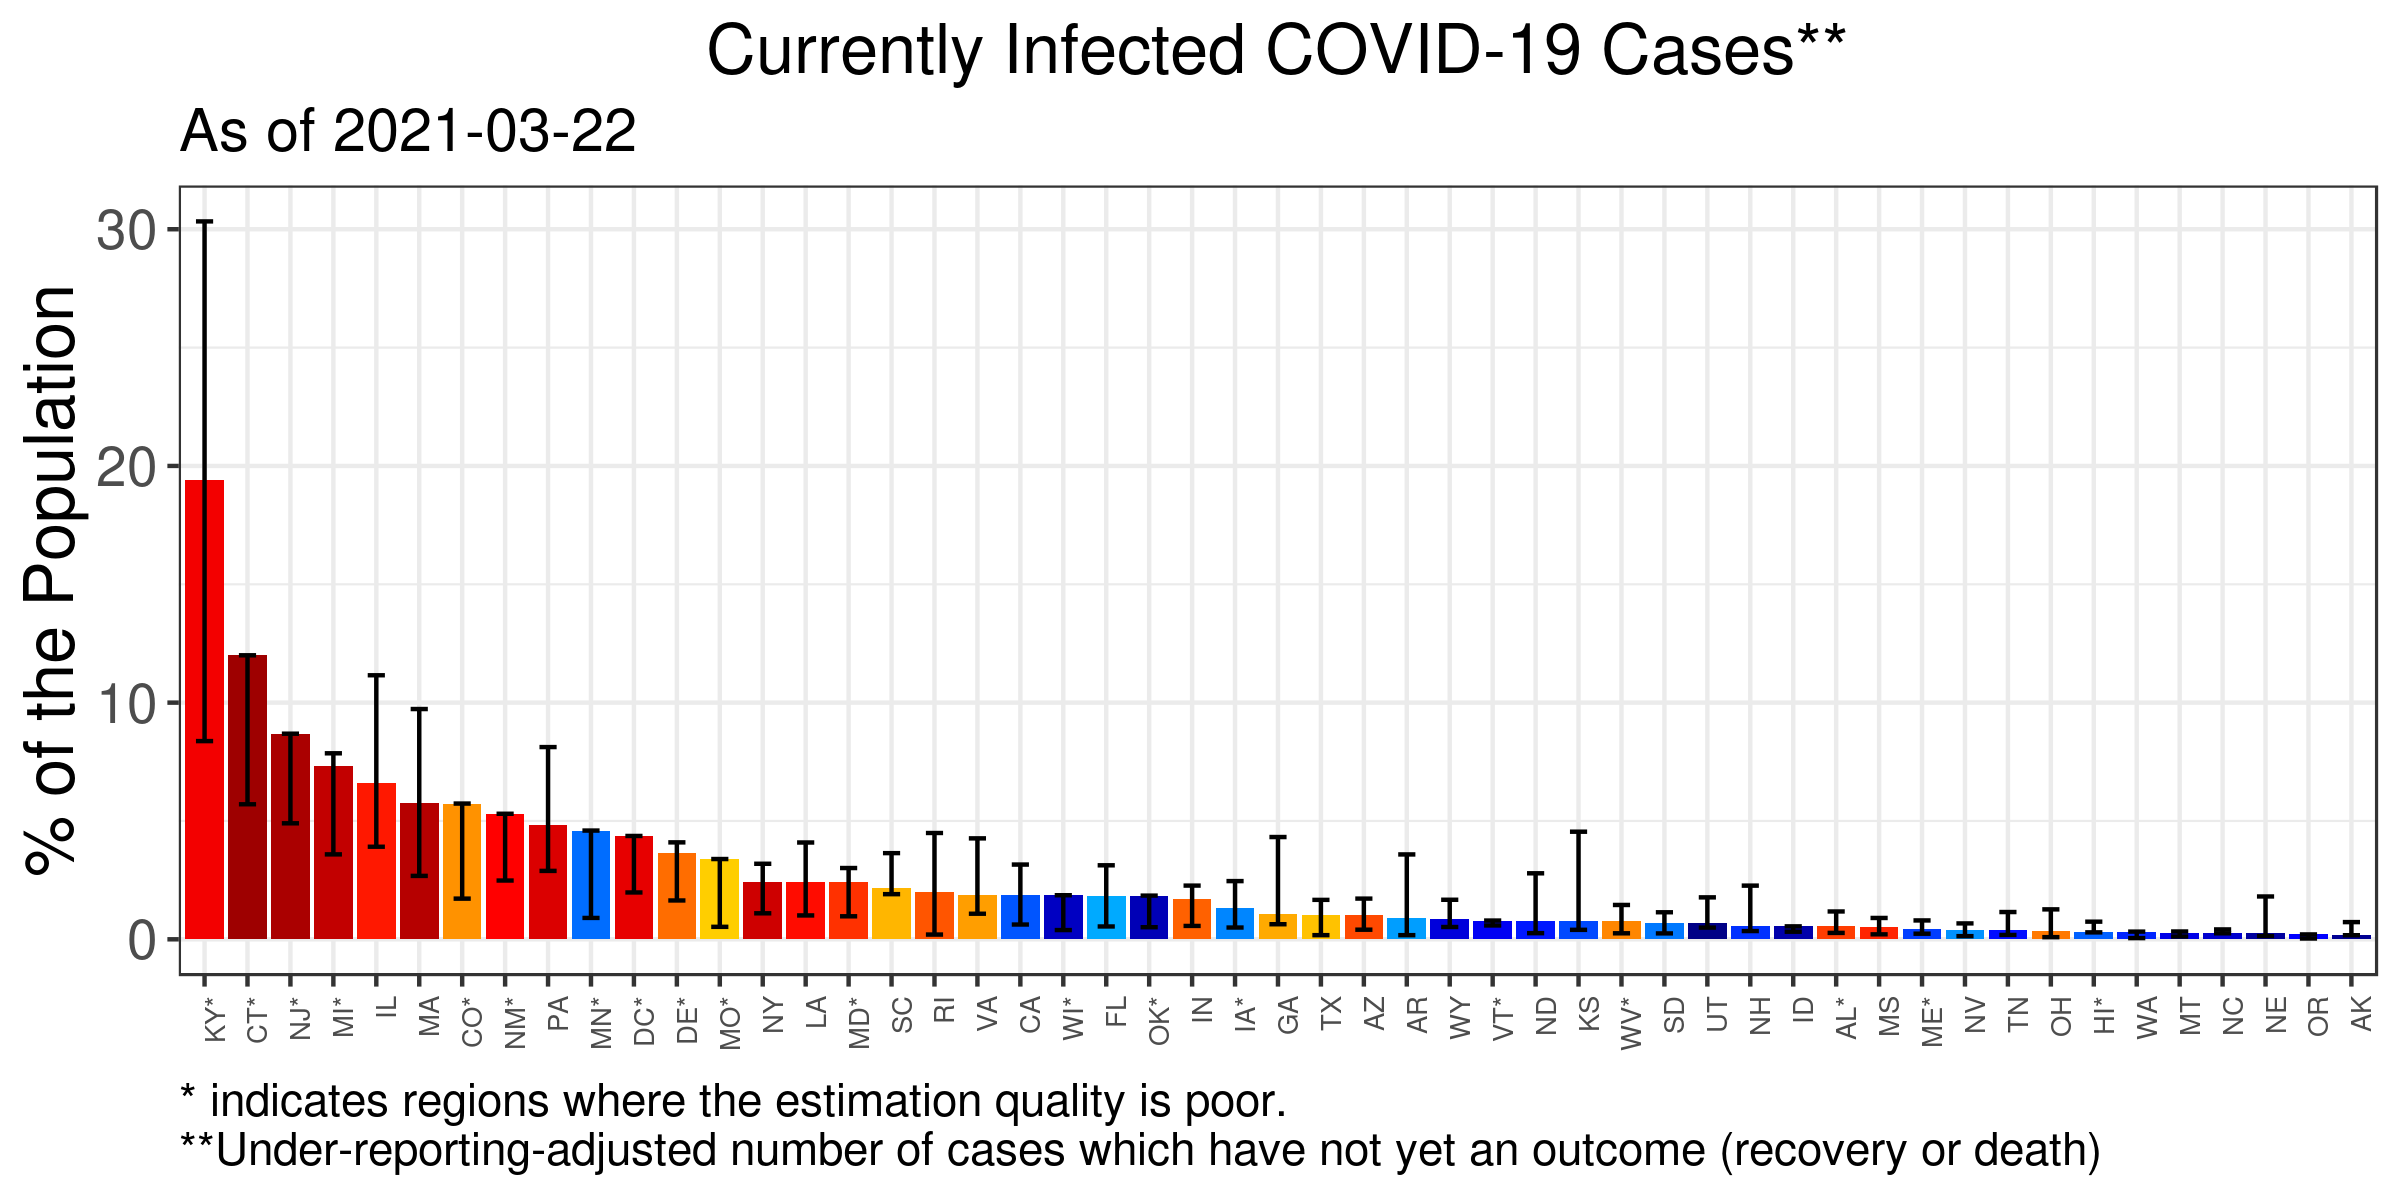 Currently Infected COVID-19 Cases**
As of 2021-03-22
% of the Population
30
20
10
0
KY* CT* NJ* MI* IL MA CO* NM* PA MN* DC* DE* MO* NY LA MD* SC RI VA CA WI* FL OK* IN IA* GA TX AZ AR WY VT* ND KS WV* SD UT NH ID AL* MS ME* NV TN OH HI* WA MT NC NE OR AK
* indicates regions where the estimation quality is poor.
**Under-reporting-adjusted number of cases which have not yet an outcome (recovery or death)